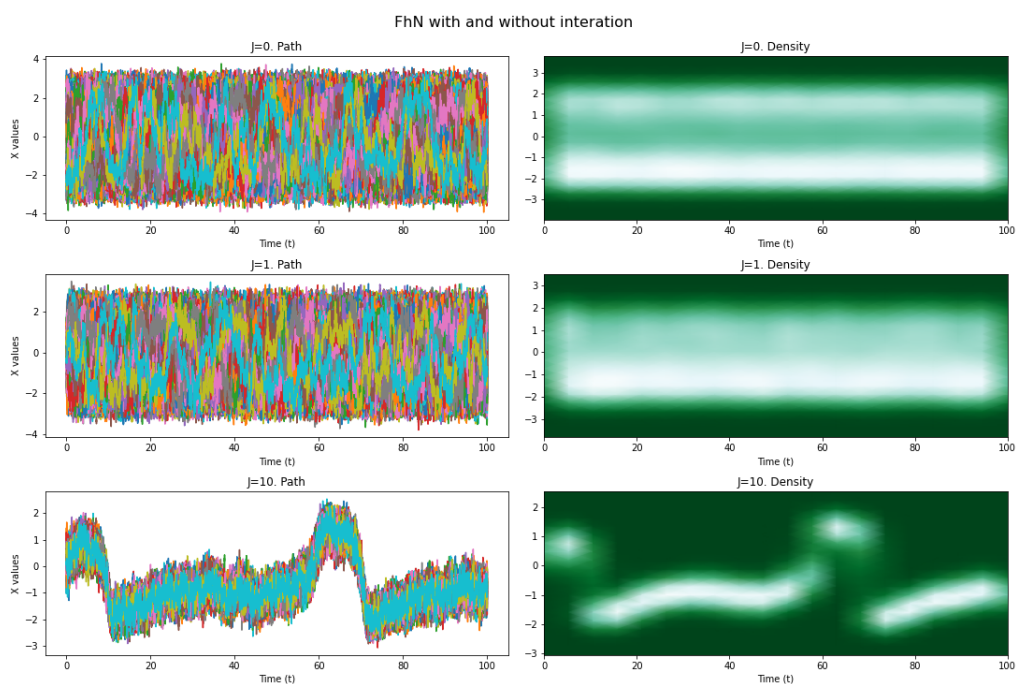 FhN with and without interation
J=0. Path
J=0. Density
4
2
0
−2
−4
X values
0 20 40 60 80 100
Time (t)
3
2
1
0
−1
−2
−3
0 20 40 60 80 100
Time (t)
J=1. Path
J=1. Density
2
0
−2
−4
X values
0 20 40 60 80 100
Time (t)
3
2
1
0
−1
−2
−3
0 20 40 60 80 100
Time (t)
J=10. Path
J=10. Density
2
1
0
−1
−2
−3
X values
0 20 40 60 80 100
Time (t)
2
1
0
−1
−2
−3
0 20 40 60 80 100
Time (t)